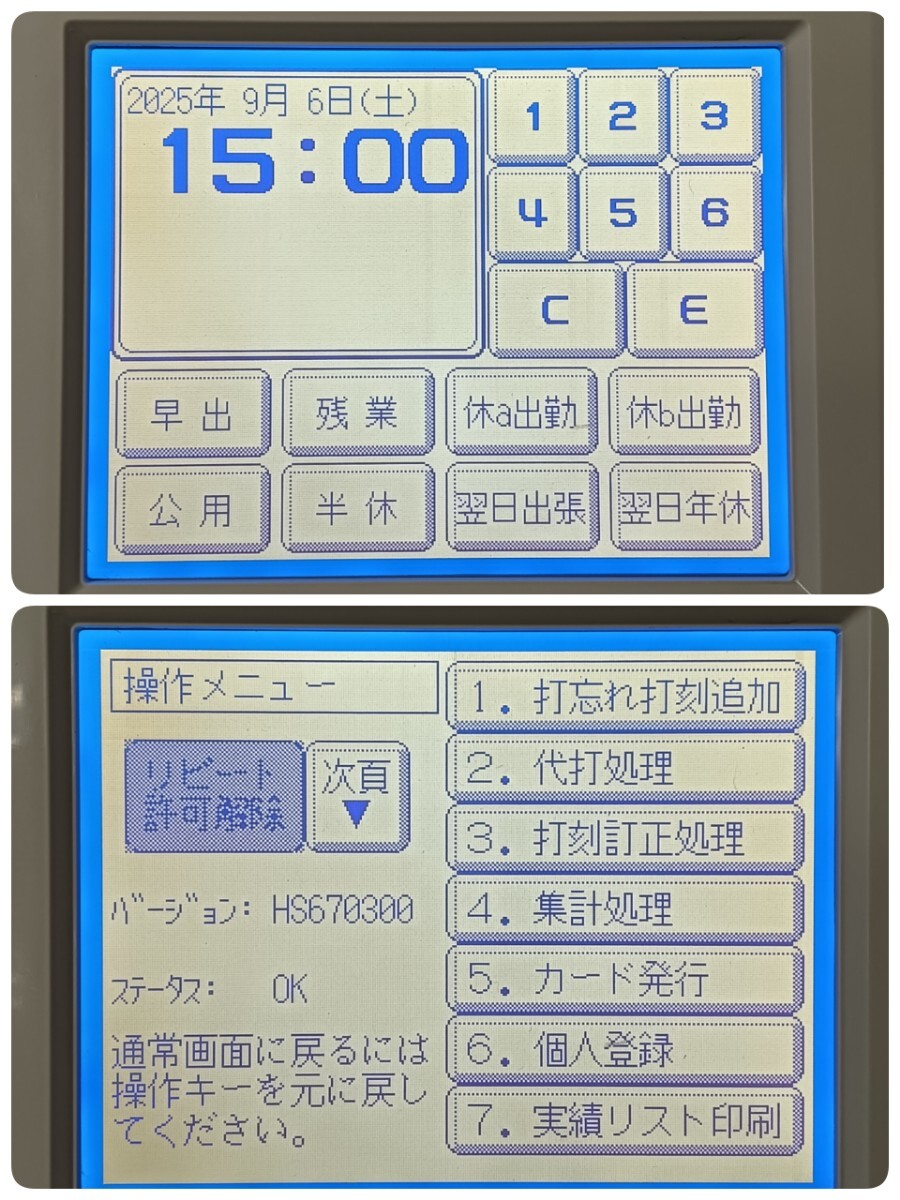 2025年 9月 6日(土)
15:00
1 2 3
4 5 6
C E
早出 残業 休a出勤 休b出勤
公用 半休 翌日出張 翌日年休
操作メニュー
リピート
許可解除
次頁
▼
バージョン: HS670300
ステータス: OK
通常画面に戻るには
操作キーを元に戻し
てください。
1. 打忘れ打刻追加
2. 代打処理
3. 打刻訂正処理
4. 集計処理
5. カード発行
6. 個人登録
7. 実績リスト印刷